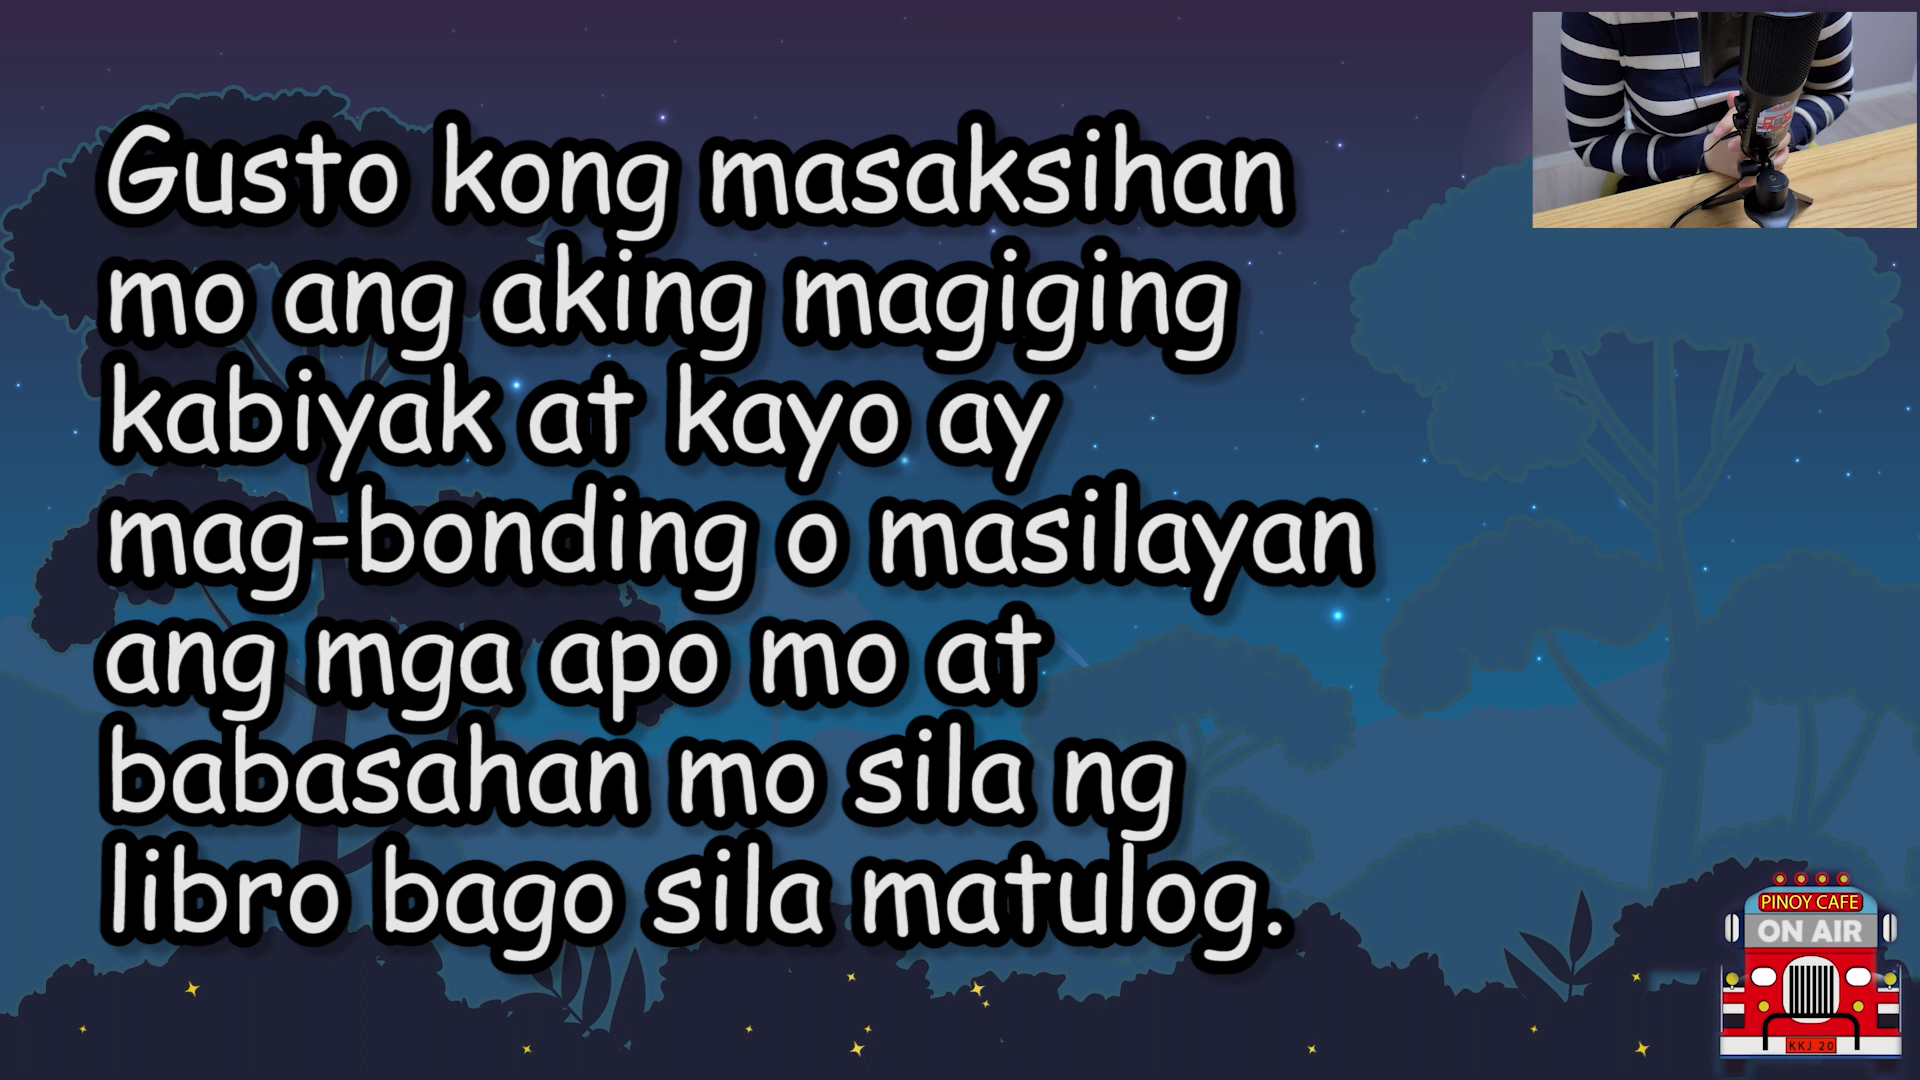 Gusto kong masaksihan
mo ang aking magiging
kabiyak at kayo ay
mag-bonding o masilayan
ang mga apo mo at
babasahan mo sila ng
libro bago sila matulog.
PINOY CAFE
ON AIR
KKJ 20